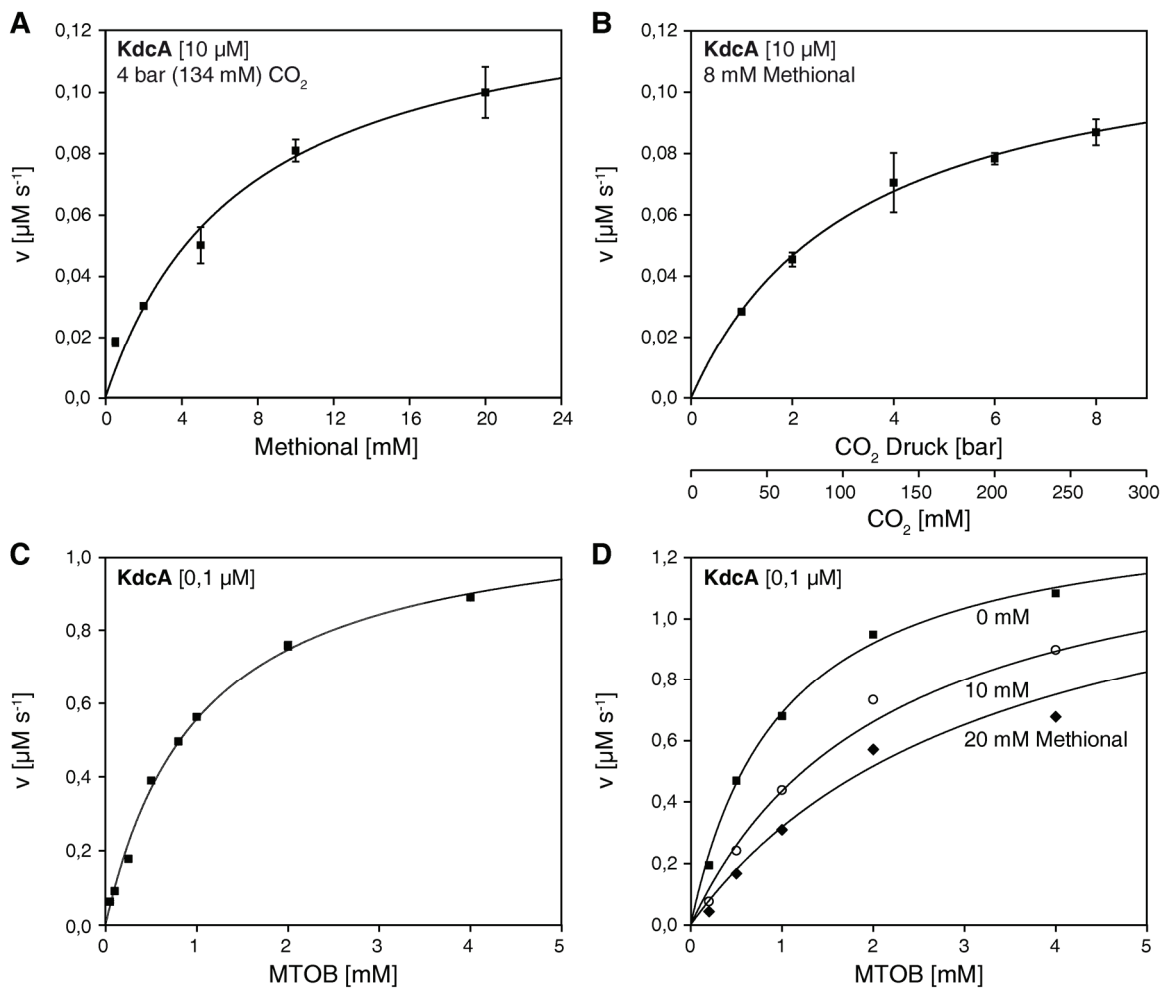 A
KdcA [10 µM]
4 bar (134 mM) CO₂
0,12
0,10
0,08
0,06
0,04
0,02
0,0
v [µM s⁻¹]
0 4 8 12 16 20 24
Methional [mM]
B
KdcA [10 µM]
8 mM Methional
0,12
0,10
0,08
0,06
0,04
0,02
0,0
v [µM s⁻¹]
0 2 4 6 8
CO₂ Druck [bar]
0 50 100 150 200 250 300
CO₂ [mM]
C
KdcA [0,1 µM]
1,0
0,8
0,6
0,4
0,2
0,0
v [µM s⁻¹]
0 1 2 3 4 5
MTOB [mM]
D
KdcA [0,1 µM]
1,2
1,0
0,8
0,6
0,4
0,2
0,0
v [µM s⁻¹]
0 mM
10 mM
20 mM Methional
0 1 2 3 4 5
MTOB [mM]